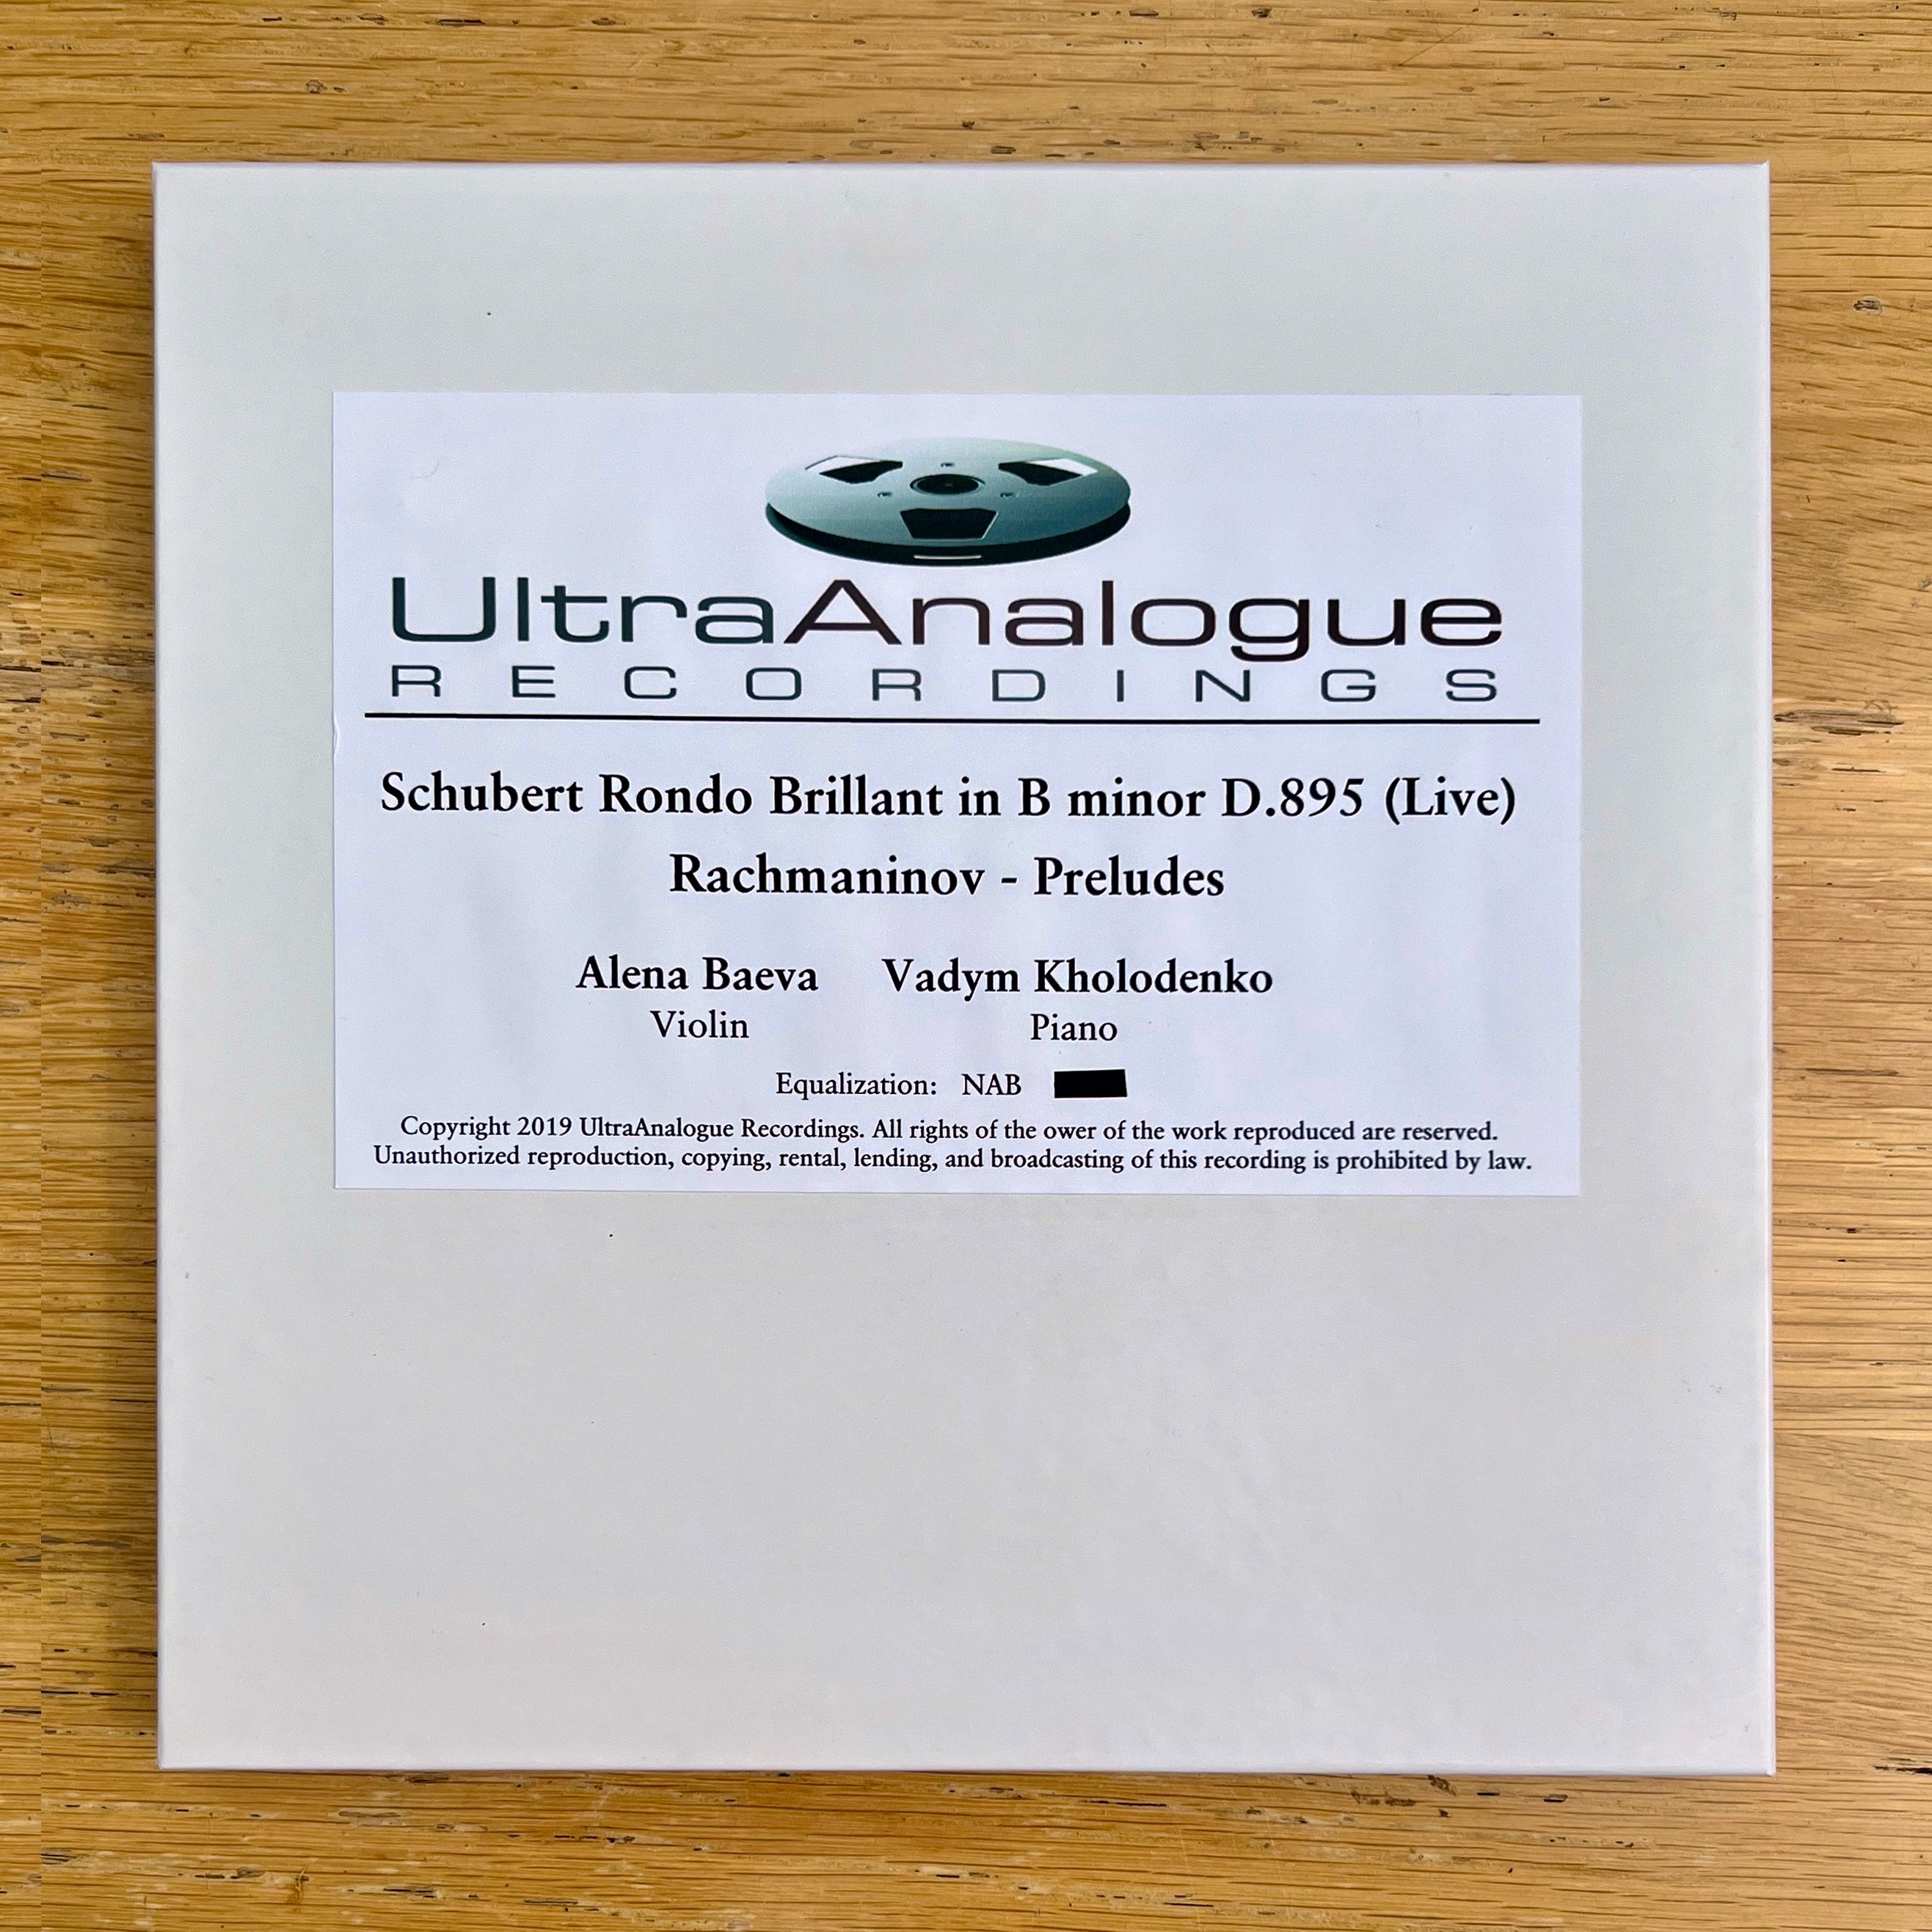 UltraAnalogue
RECORDINGS
Schubert Rondo Brillant in B minor D.895 (Live)
Rachmaninov - Preludes
Alena Baeva Vadym Kholodenko
Violin Piano
Equalization: NAB
Copyright 2019 UltraAnalogue Recordings. All rights of the ower of the work reproduced are reserved.
Unauthorized reproduction, copying, rental, lending, and broadcasting of this recording is prohibited by law.